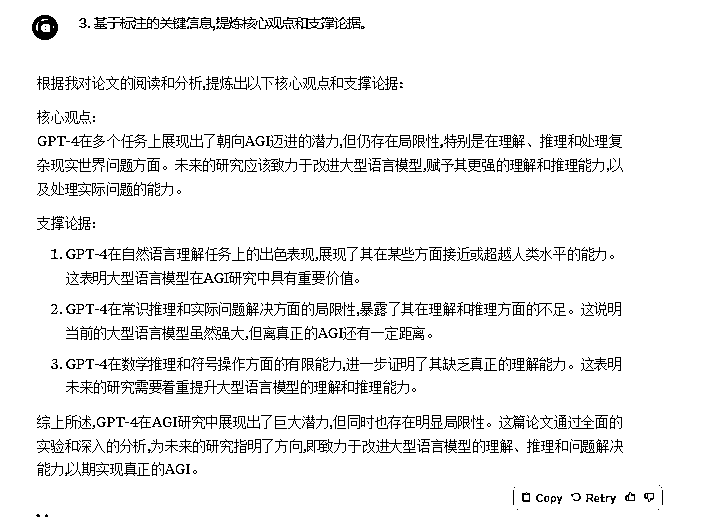 3. 基于标注的关键信息,提炼核心观点和支撑论据。
根据我对论文的阅读和分析,提炼出以下核心观点和支撑论据:
核心观点:
GPT-4在多个任务上展现出了朝向AGI迈进的潜力,但仍存在局限性,特别是在理解、推理和处理复
杂现实世界问题方面。未来的研究应该致力于改进大型语言模型,赋予其更强的理解和推理能力,以
及处理实际问题的能力。
支撑论据:
1. GPT-4在自然语言理解任务上的出色表现,展现了其在某些方面接近或超越人类水平的能力。
这表明大型语言模型在AGI研究中具有重要价值。
2. GPT-4在常识推理和实际问题解决方面的局限性,暴露了其在理解和推理方面的不足。这说明
当前的大型语言模型虽然强大,但离真正的AGI还有一定距离。
3. GPT-4在数学推理和符号操作方面的有限能力,进一步证明了其缺乏真正的理解能力。这表明
未来的研究需要着重提升大型语言模型的理解和推理能力。
综上所述,GPT-4在AGI研究中展现出了巨大潜力,但同时也存在明显局限性。这篇论文通过全面的
实验和深入的分析,为未来的研究指明了方向,即致力于改进大型语言模型的理解、推理和问题解决
能力,以期实现真正的AGI。
Copy Retry